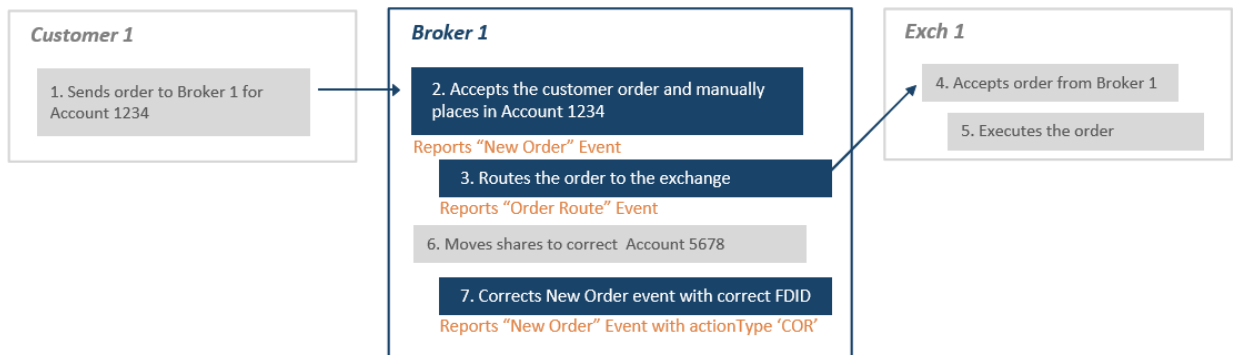 Customer 1
1. Sends order to Broker 1 for
Account 1234
Broker 1
2. Accepts the customer order and manually
places in Account 1234
Reports “New Order” Event
3. Routes the order to the exchange
Reports “Order Route” Event
6. Moves shares to correct Account 5678
7. Corrects New Order event with correct FDID
Reports “New Order” Event with actionType ‘COR’
Exch 1
4. Accepts order from Broker 1
5. Executes the order